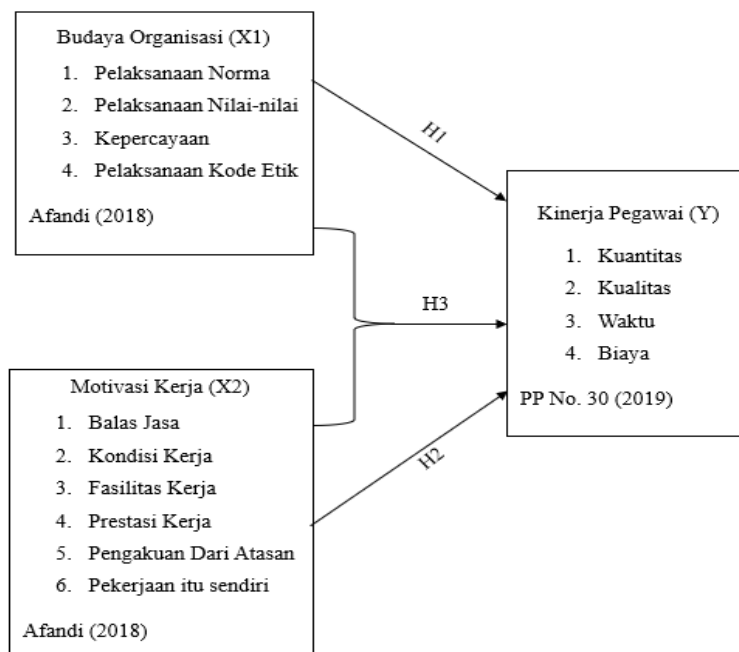 Budaya Organisasi (X1)
1. Pelaksanaan Norma
2. Pelaksanaan Nilai-nilai
3. Kepercayaan
4. Pelaksanaan Kode Etik
Afandi (2018)
H1
Kinerja Pegawai (Y)
1. Kuantitas
2. Kualitas
3. Waktu
4. Biaya
PP No. 30 (2019)
H3
Motivasi Kerja (X2)
1. Balas Jasa
2. Kondisi Kerja
3. Fasilitas Kerja
4. Prestasi Kerja
5. Pengakuan Dari Atasan
6. Pekerjaan itu sendiri
Afandi (2018)
H2